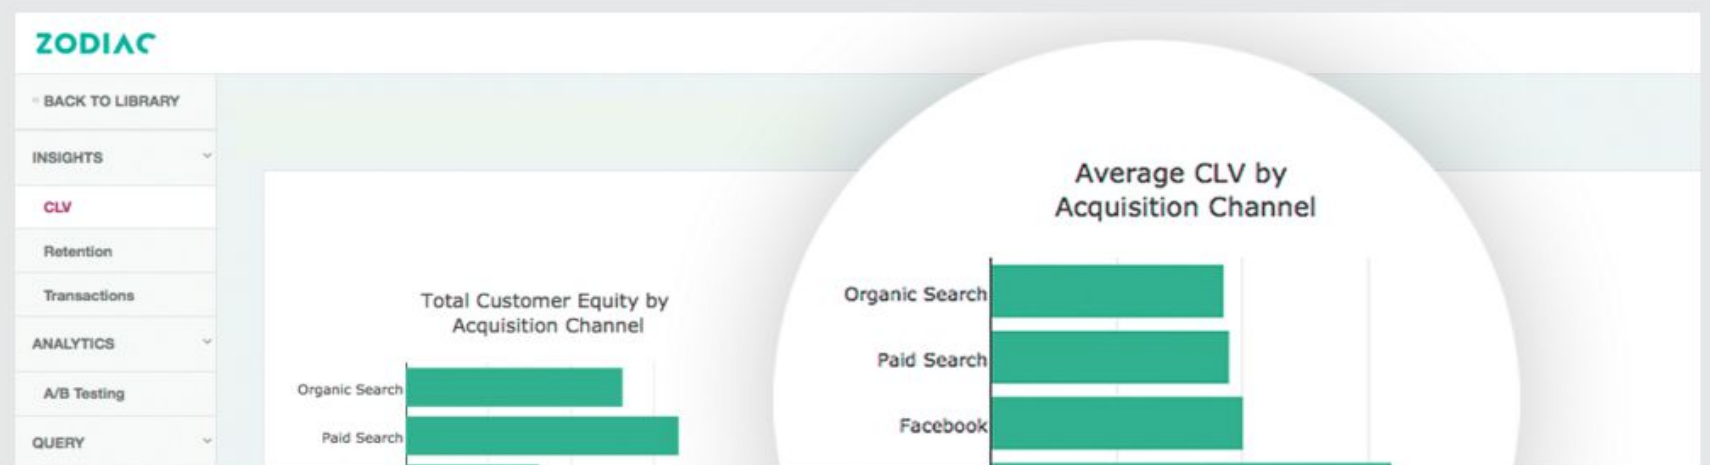 ZODIAC
BACK TO LIBRARY
INSIGHTS
CLV
Retention
Transactions
ANALYTICS
A/B Testing
QUERY
Total Customer Equity by
Acquisition Channel
Organic Search
Paid Search
Average CLV by
Acquisition Channel
Organic Search
Paid Search
Facebook